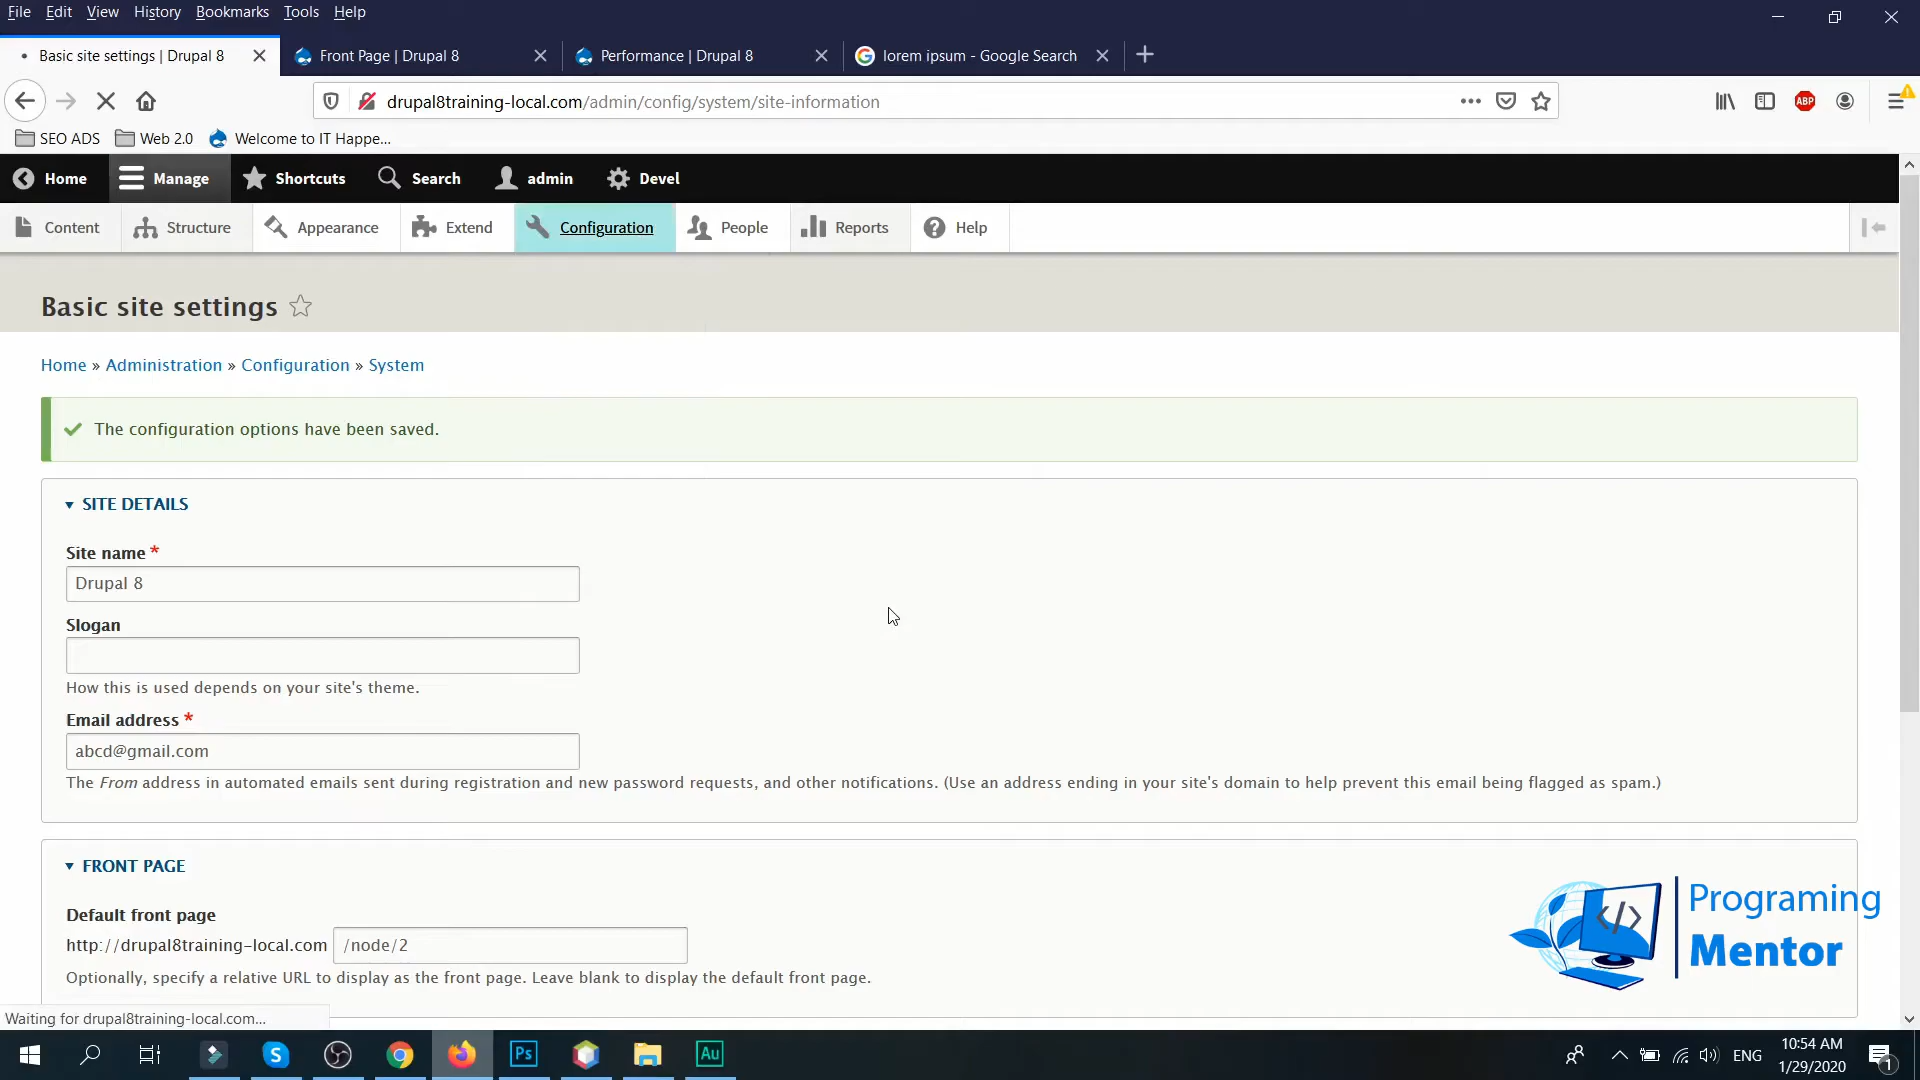 File Edit View History Bookmarks Tools Help
Basic site settings | Drupal 8
Front Page | Drupal 8
Performance | Drupal 8
lorem ipsum - Google Search
drupal8training-local.com/admin/config/system/site-information
ABP
SEO ADS
Web 2.0
Welcome to IT Happe...
Home
Manage
Shortcuts
Search
admin
Devel
Content
Structure
Appearance
Extend
Configuration
People
Reports
Help
Basic site settings
Home » Administration » Configuration » System
The configuration options have been saved.
SITE DETAILS
Site name *
Drupal 8
Slogan
How this is used depends on your site's theme.
Email address *
abcd@gmail.com
The From address in automated emails sent during registration and new password requests, and other notifications. (Use an address ending in your site's domain to help prevent this email being flagged as spam.)
FRONT PAGE
Default front page
http://drupal8training-local.com /node/2
Optionally, specify a relative URL to display as the front page. Leave blank to display the default front page.
Programing
Mentor
Waiting for drupal8training-local.com...
Ps
Au
ENG
10:54 AM
1/29/2020
1